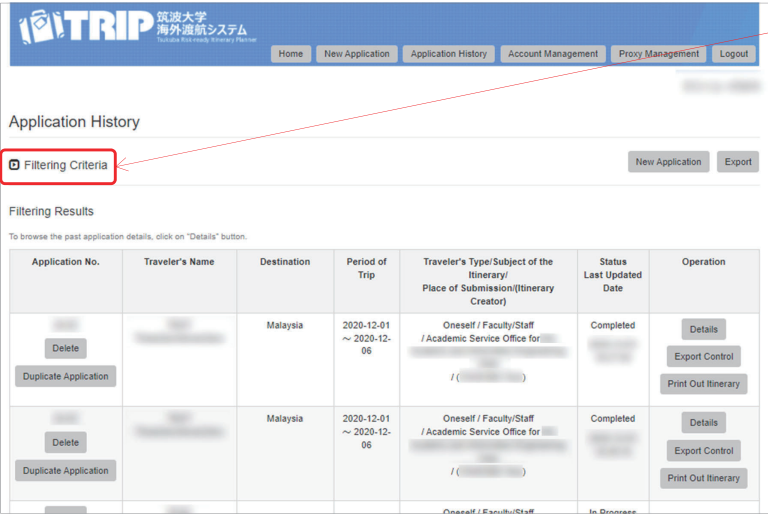 TRIP 筑波大学
海外渡航システム
Tsukuba Risk-ready Itinerary Planner
Home New Application Application History Account Management Proxy Management Logout
Application History
Filtering Criteria
New Application Export
Filtering Results
To browse the past application details, click on "Details" button.
Application No. Traveler's Name Destination Period of Trip Traveler's Type/Subject of the Itinerary/ Place of Submission/(Itinerary Creator) Status Last Updated Date Operation
Malaysia 2020-12-01 Oneself / Faculty/Staff Completed Details
Delete ～ 2020-12- / Academic Service Office for
06 Export Control
Duplicate Application / ( ) Print Out Itinerary
Malaysia 2020-12-01 Oneself / Faculty/Staff Completed Details
Delete ～ 2020-12- / Academic Service Office for
06 Export Control
Duplicate Application / ( ) Print Out Itinerary
Oneself / Faculty/Staff In Progress